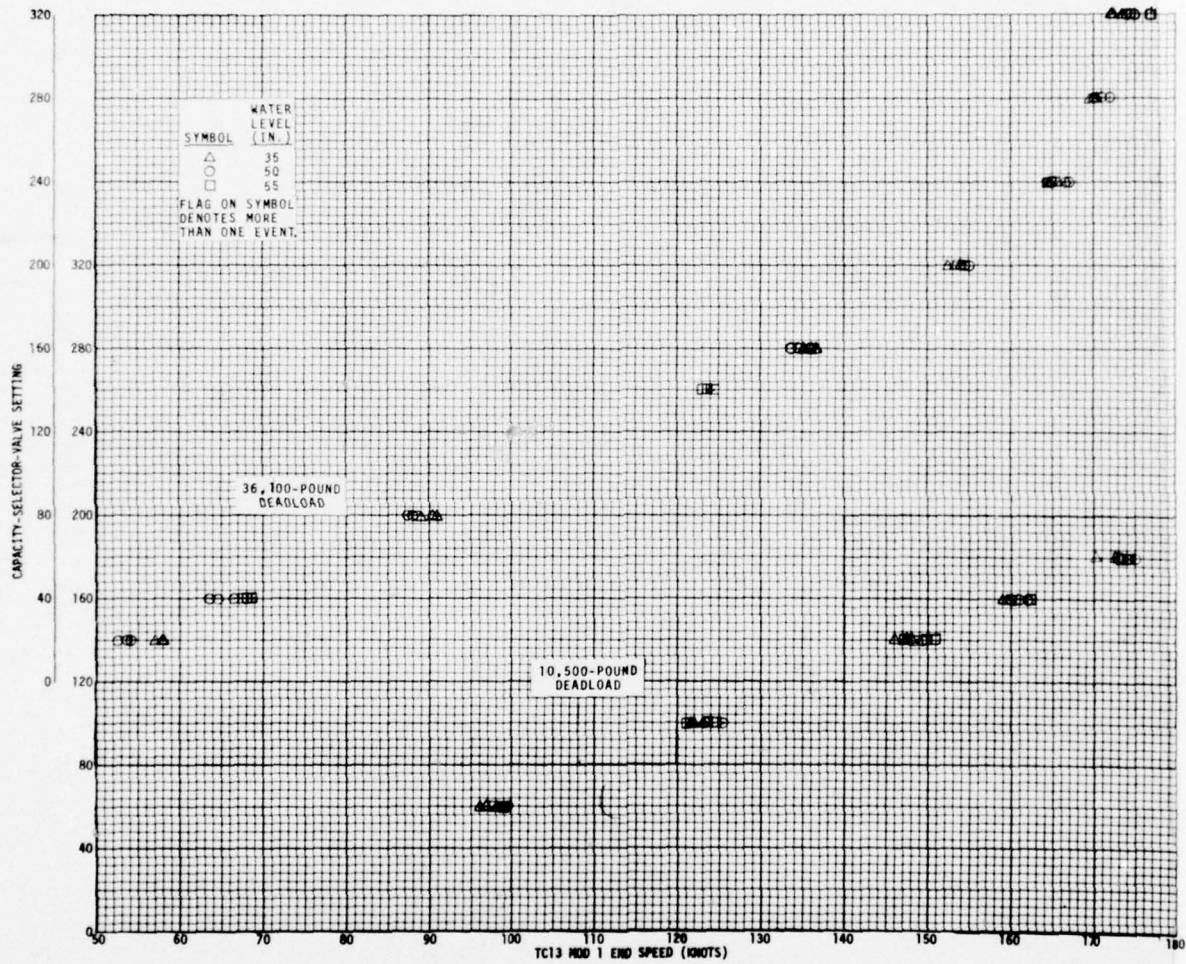 320
280
240
200 320
160 280
120 240
80 200
40 160
0 120
80
40
0
CAPACITY-SELECTOR-VALVE SETTING
WATER
LEVEL
SYMBOL (IN.)
△ 35
○ 50
□ 65
FLAG ON SYMBOL
DENOTES MORE
THAN ONE EVENT.
36,100-POUND
DEADLOAD
10,500-POUND
DEADLOAD
50 60 70 80 90 100 110 120 130 140 150 160 170 180
TC13 MOD 1 END SPEED (KNOTS)